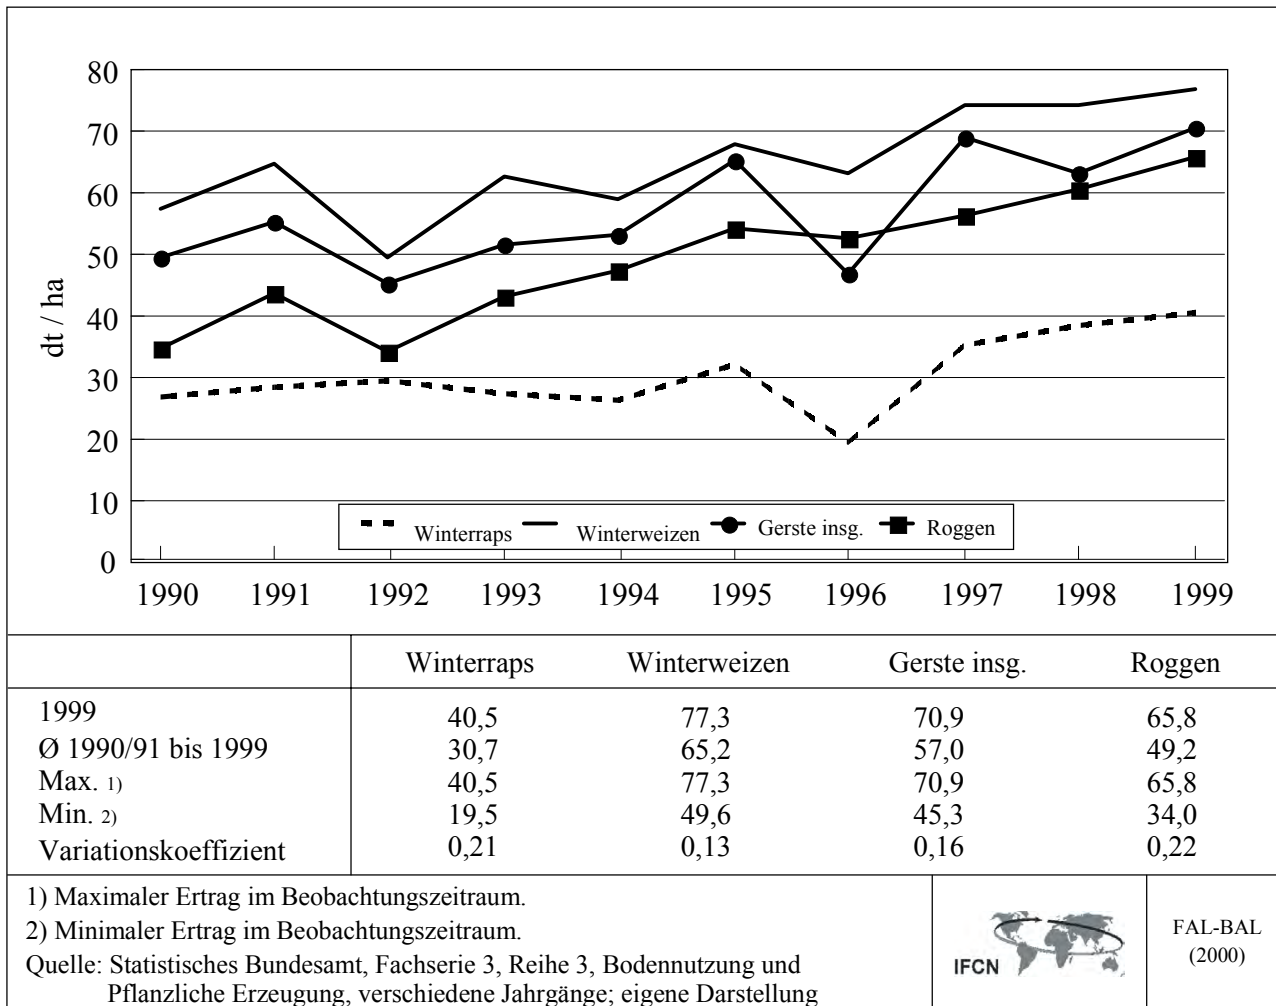 80
70
60
50
40
30
20
10
0
dt / ha
Winterraps Winterweizen Gerste insg. Roggen
1990 1991 1992 1993 1994 1995 1996 1997 1998 1999
Winterraps Winterweizen Gerste insg. Roggen
1999 40,5 77,3 70,9 65,8
Ø 1990/91 bis 1999 30,7 65,2 57,0 49,2
Max. 1) 40,5 77,3 70,9 65,8
Min. 2) 19,5 49,6 45,3 34,0
Variationskoeffizient 0,21 0,13 0,16 0,22
1) Maximaler Ertrag im Beobachtungszeitraum.
2) Minimaler Ertrag im Beobachtungszeitraum.
Quelle: Statistisches Bundesamt, Fachserie 3, Reihe 3, Bodennutzung und
Pflanzliche Erzeugung, verschiedene Jahrgänge; eigene Darstellung
IFCN
FAL-BAL
(2000)